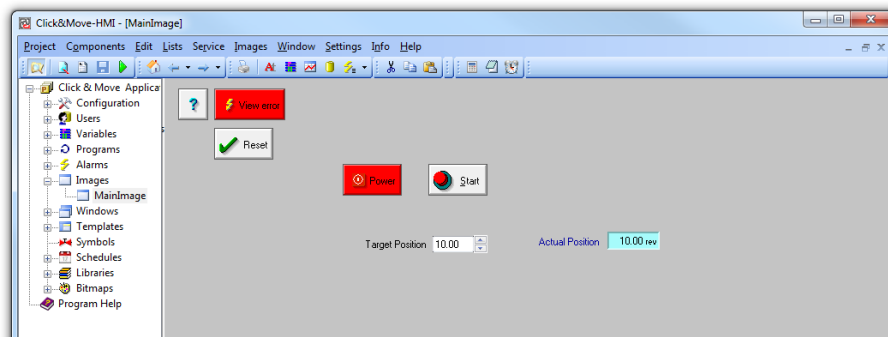 Click&Move-HMI - [MainImage]
Project Components Edit Lists Service Images Window Settings Info Help
Click & Move Applica
Configuration
Users
Variables
Programs
Alarms
Images
MainImage
Windows
Templates
Symbols
Schedules
Libraries
Bitmaps
Program Help
? View error
Reset
Power Start
Target Position 10.00 Actual Position 10.00 rev